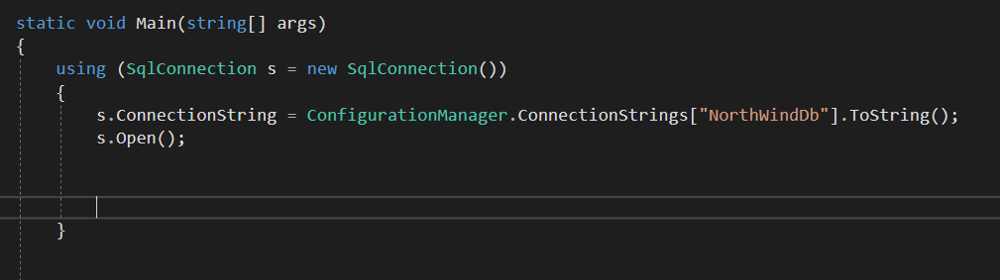 static void Main(string[] args)
{
using (SqlConnection s = new SqlConnection())
{
s.ConnectionString = ConfigurationManager.ConnectionStrings["NorthWindDb"].ToString();
s.Open();
}